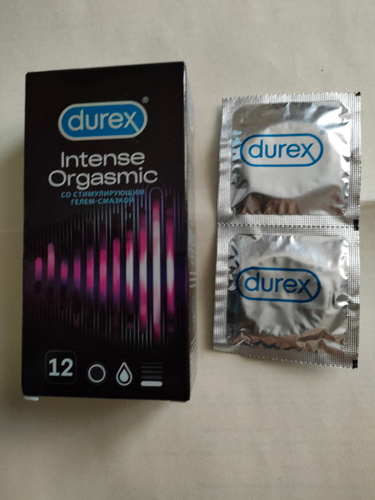 durex®
Intense
Orgasmic
СО СТИМУЛИРУЮЩИМ
ГЕЛЕМ-СМАЗКОЙ
12
durex
durex